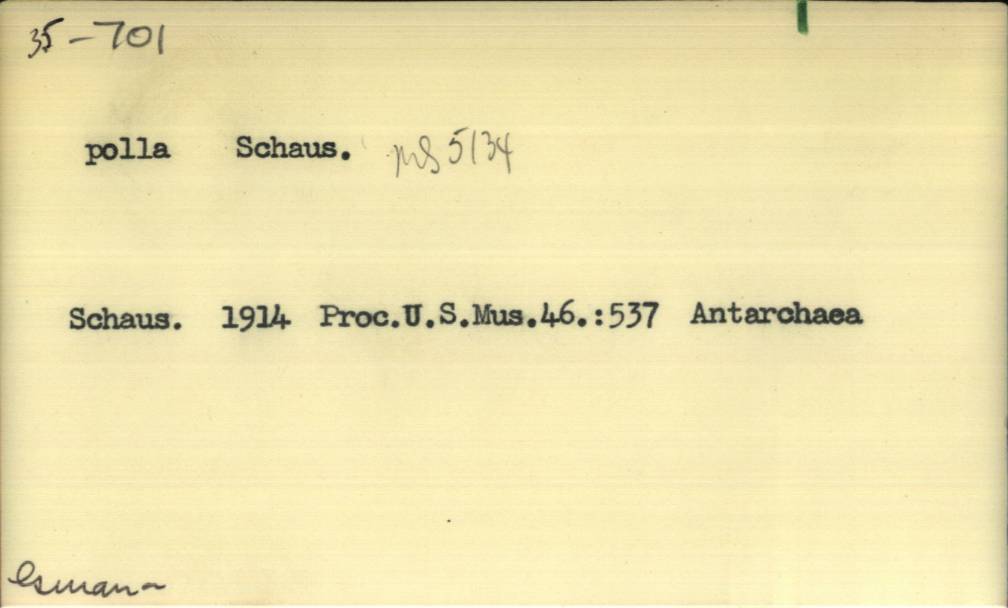 35-701
polla Schaus. ms 5134
Schaus. 1914 Proc.U.S.Mus.46.:537 Antarchaea